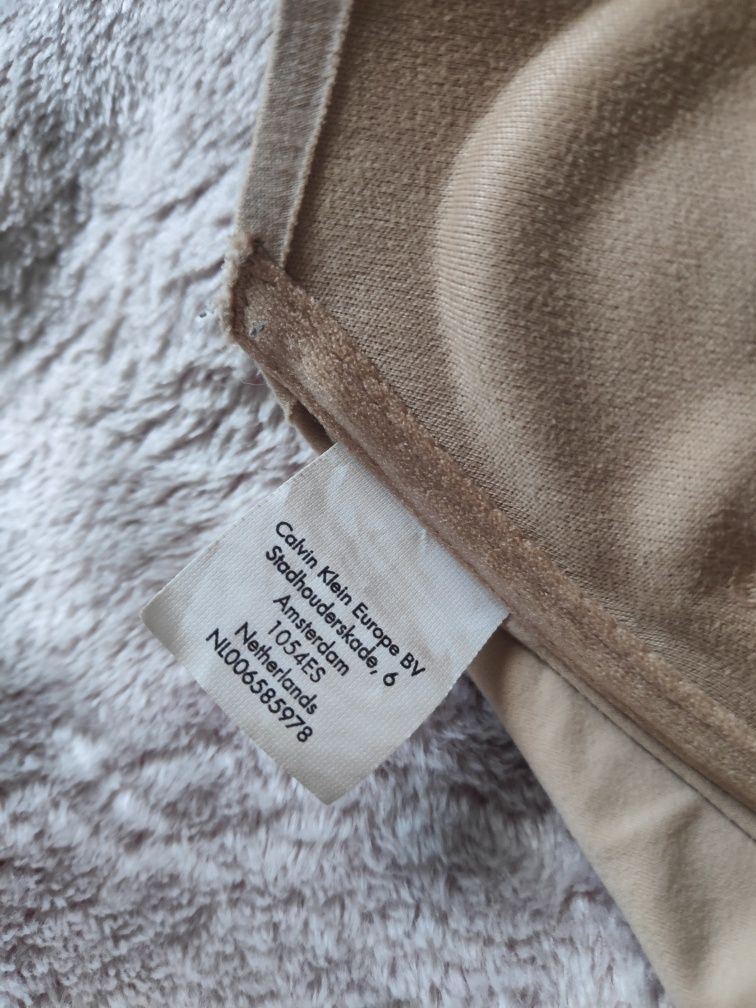 Calvin Klein Europe BV
Stadhouderskade, 6
Amsterdam
1054ES
Netherlands
NL006585978